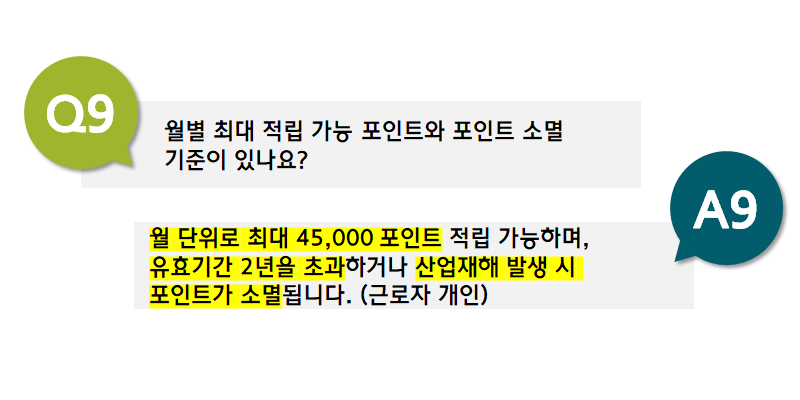 Q9
월별 최대 적립 가능 포인트와 포인트 소멸
기준이 있나요?
A9
월 단위로 최대 45,000 포인트 적립 가능하며,
유효기간 2년을 초과하거나 산업재해 발생 시
포인트가 소멸됩니다. (근로자 개인)